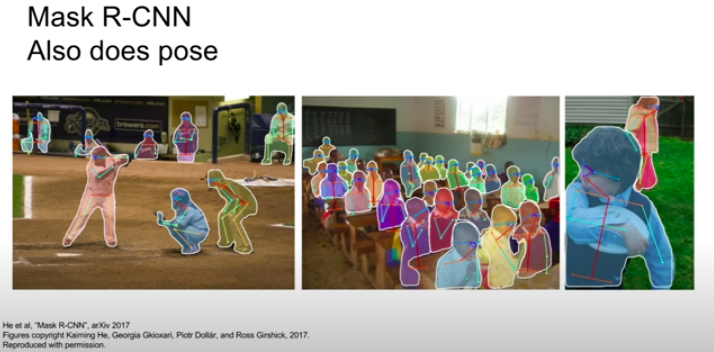 Mask R-CNN
Also does pose
brewers.com
He et al, "Mask R-CNN", arXiv 2017
Figures copyright Kaiming He, Georgia Gkioxari, Piotr Dollár, and Ross Girshick, 2017.
Reproduced with permission.